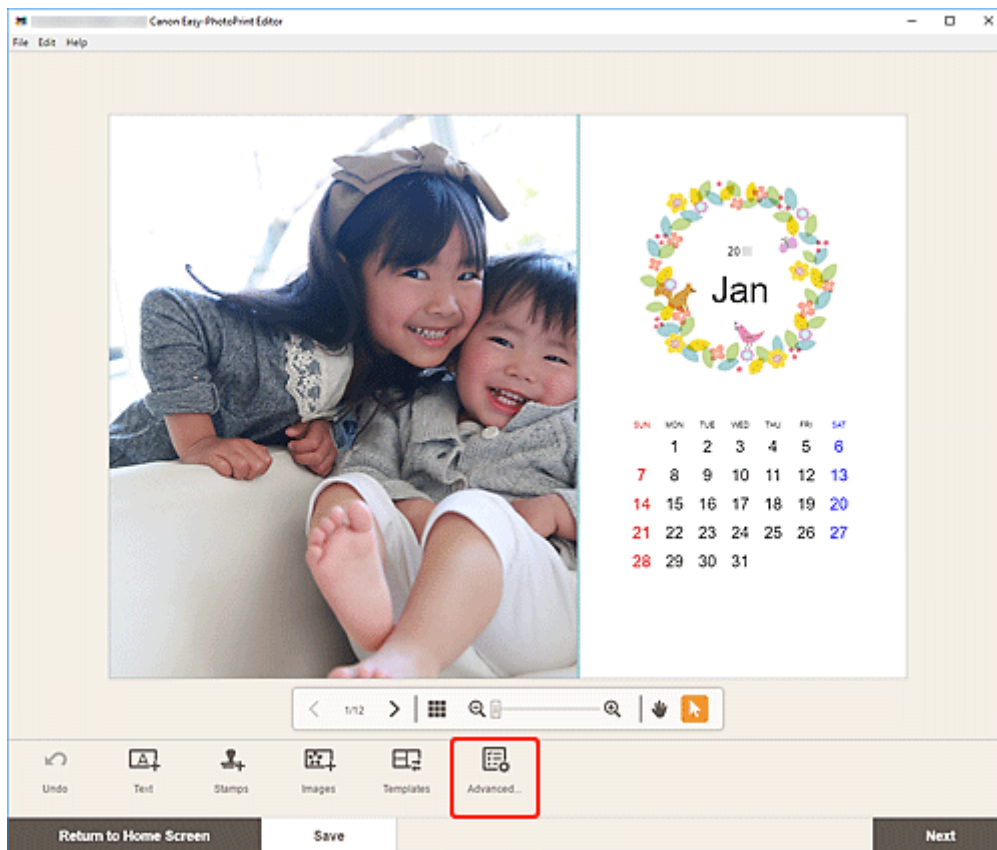 Canon Easy-PhotoPrint Editor
File Edit Help
20
Jan
SUN MON TUE WED THU FRI SAT
1 2 3 4 5 6
7 8 9 10 11 12 13
14 15 16 17 18 19 20
21 22 23 24 25 26 27
28 29 30 31
1/12
Undo Text Stamps Images Templates Advanced...
Return to Home Screen Save Next